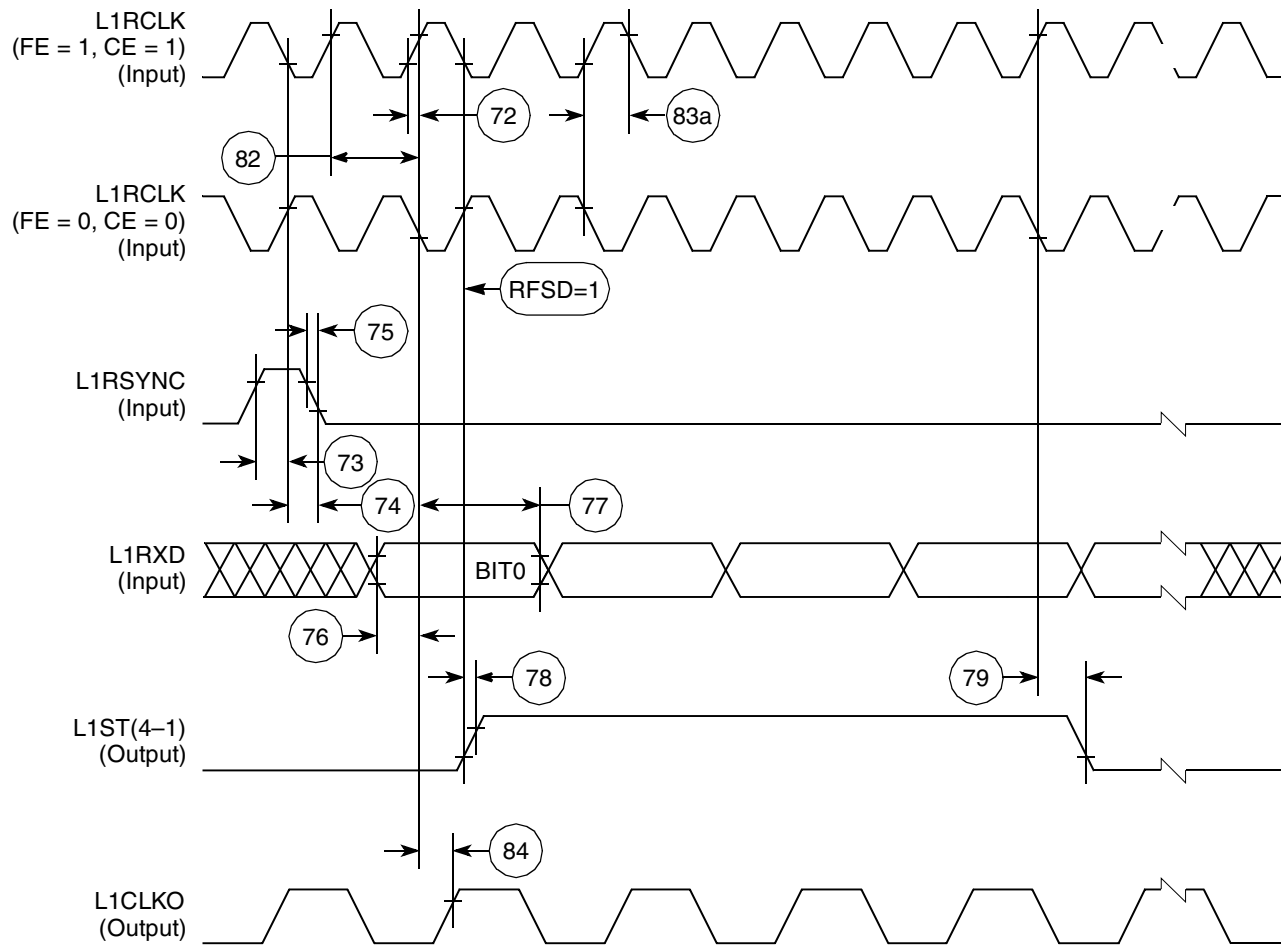 L1RCLK
(FE = 1, CE = 1)
(Input)
72
83a
82
L1RCLK
(FE = 0, CE = 0)
(Input)
RFSD=1
75
L1RSYNC
(Input)
73
74
77
L1RXD
(Input)
BIT0
76
78
79
L1ST(4–1)
(Output)
84
L1CLKO
(Output)